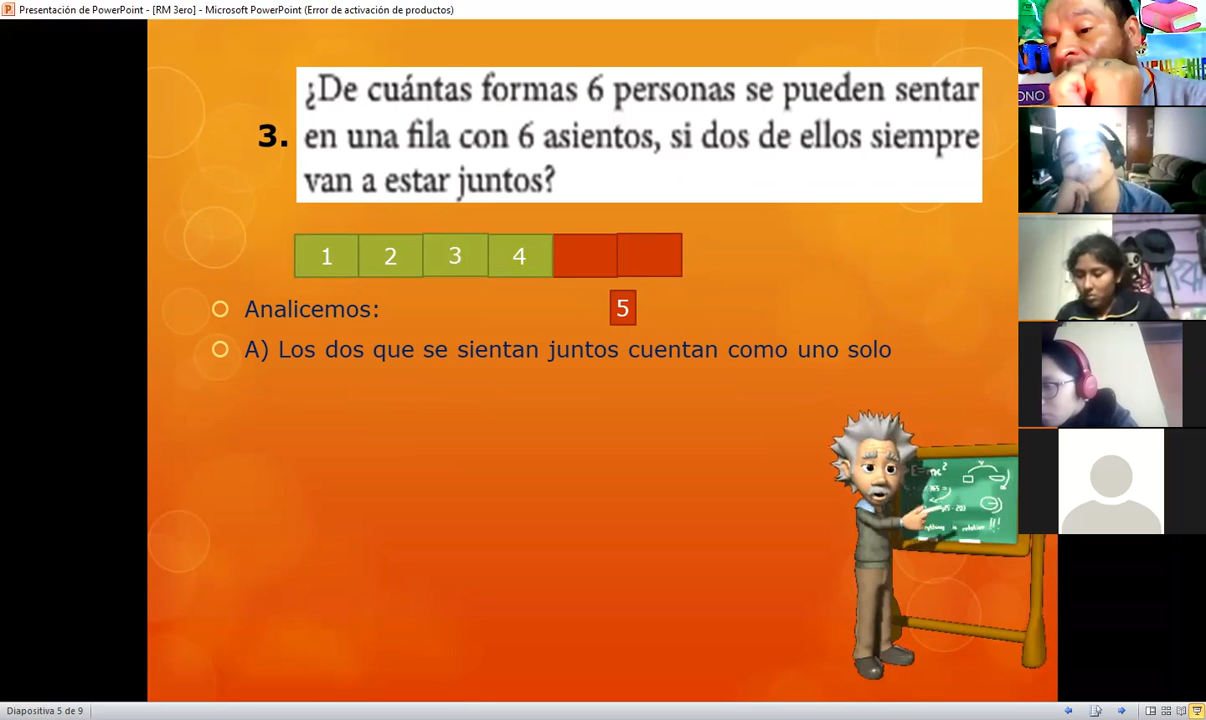 Presentación de PowerPoint - [RM 3ero] - Microsoft PowerPoint (Error de activación de productos)
3. ¿De cuántas formas 6 personas se pueden sentar
en una fila con 6 asientos, si dos de ellos siempre
van a estar juntos?
1 2 3 4
5
Analicemos:
A) Los dos que se sientan juntos cuentan como uno solo
Diapositiva 5 de 9